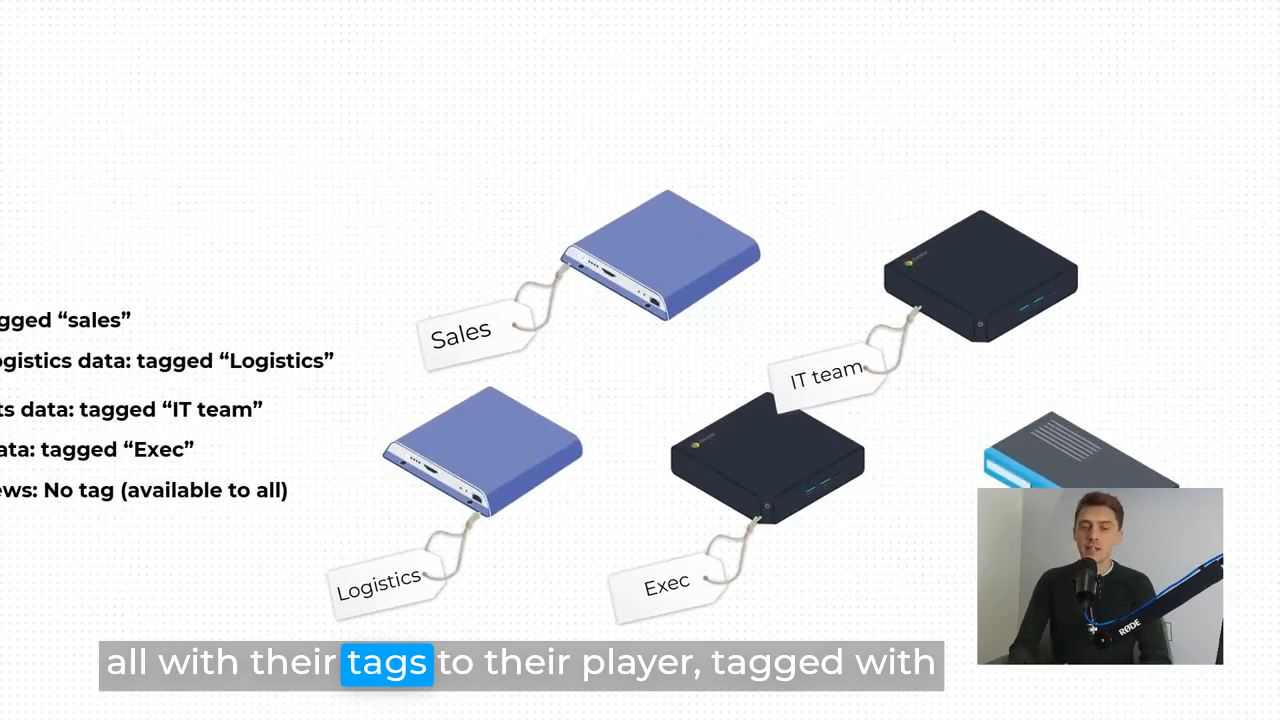 gged “sales”
ogistics data: tagged “Logistics”
ts data: tagged “IT team”
ata: tagged “Exec”
ews: No tag (available to all)
Sales
IT team
Logistics
Exec
RØDE
all with their tags to their player, tagged with